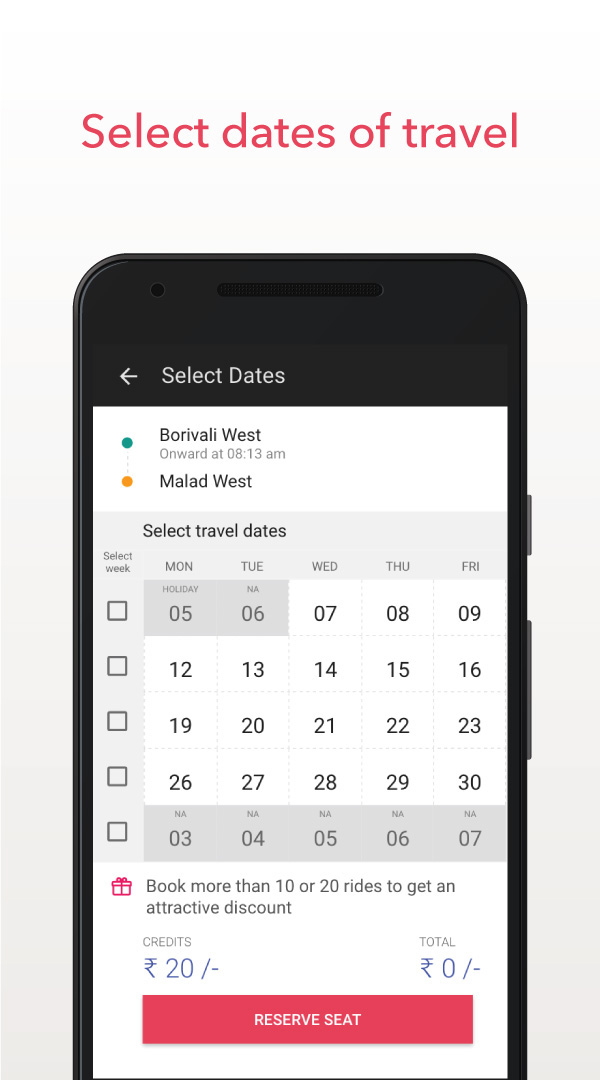 Select dates of travel
Select Dates
Borivali West
Onward at 08:13 am
Malad West
Select travel dates
Select week MON TUE WED THU FRI
HOLIDAY NA
05 06 07 08 09
12 13 14 15 16
19 20 21 22 23
26 27 28 29 30
NA NA NA NA NA
03 04 05 06 07
Book more than 10 or 20 rides to get an
attractive discount
CREDITS TOTAL
₹ 20 /- ₹ 0 /-
RESERVE SEAT